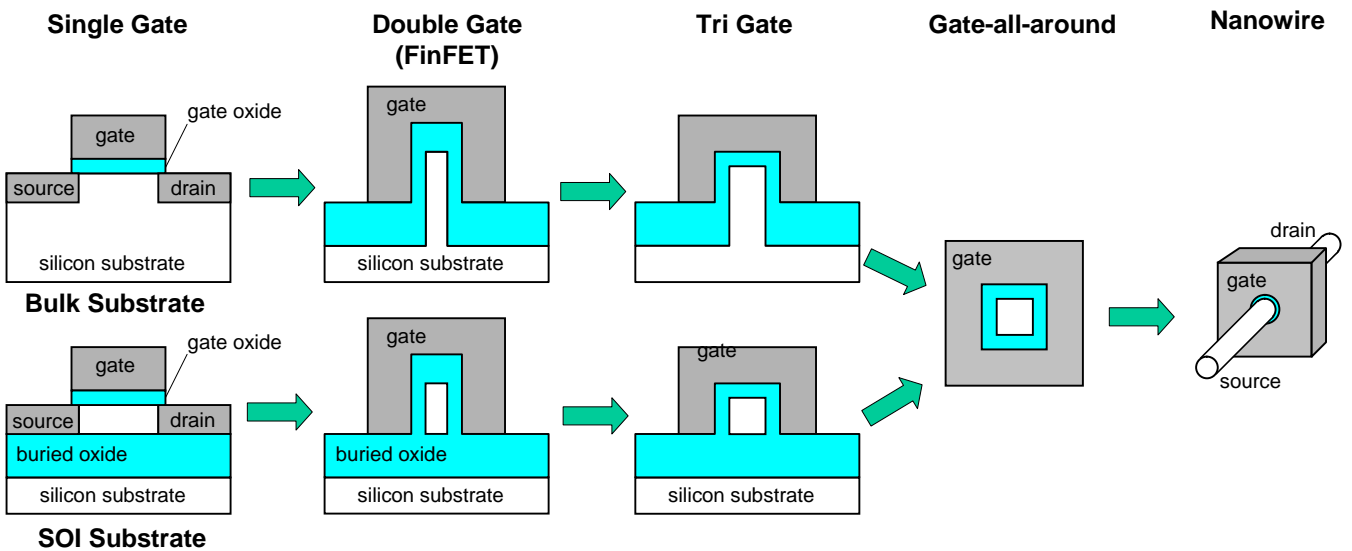 Single Gate
Double Gate
(FinFET)
Tri Gate
Gate-all-around
Nanowire
gate oxide
gate
source
drain
silicon substrate
gate
silicon substrate
gate
Bulk Substrate
gate oxide
gate
source
drain
buried oxide
silicon substrate
gate
buried oxide
silicon substrate
gate
silicon substrate
SOI Substrate
gate
drain
gate
source